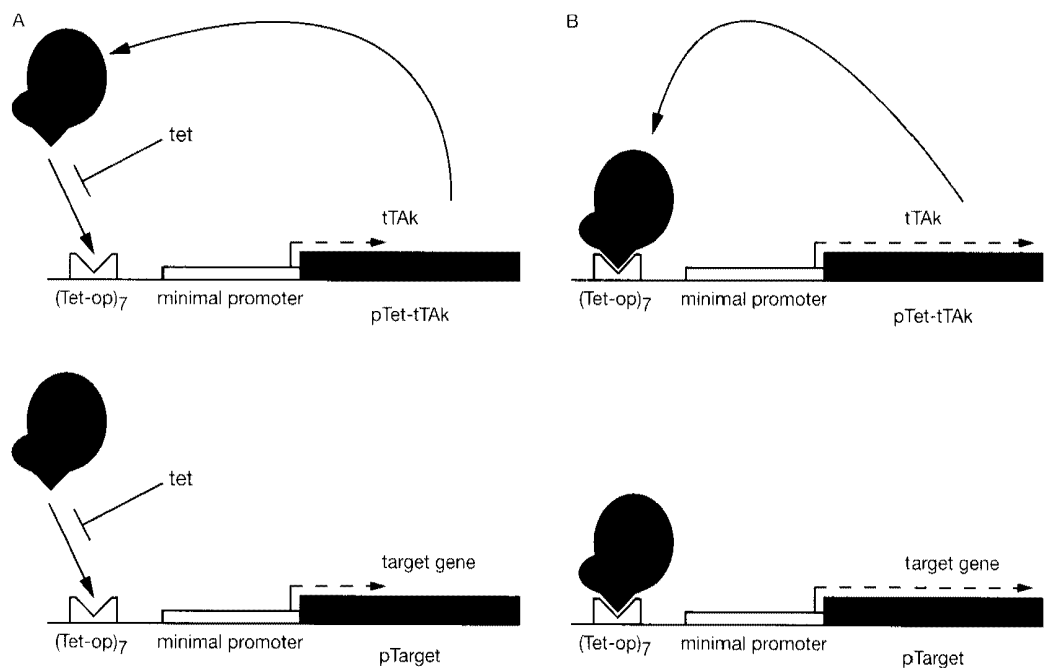 A
tet
tTAk
(Tet-op)7
minimal promoter
pTet-tTAk
tet
target gene
(Tet-op)7
minimal promoter
pTarget
B
tTAk
(Tet-op)7
minimal promoter
pTet-tTAk
target gene
(Tet-op)7
minimal promoter
pTarget